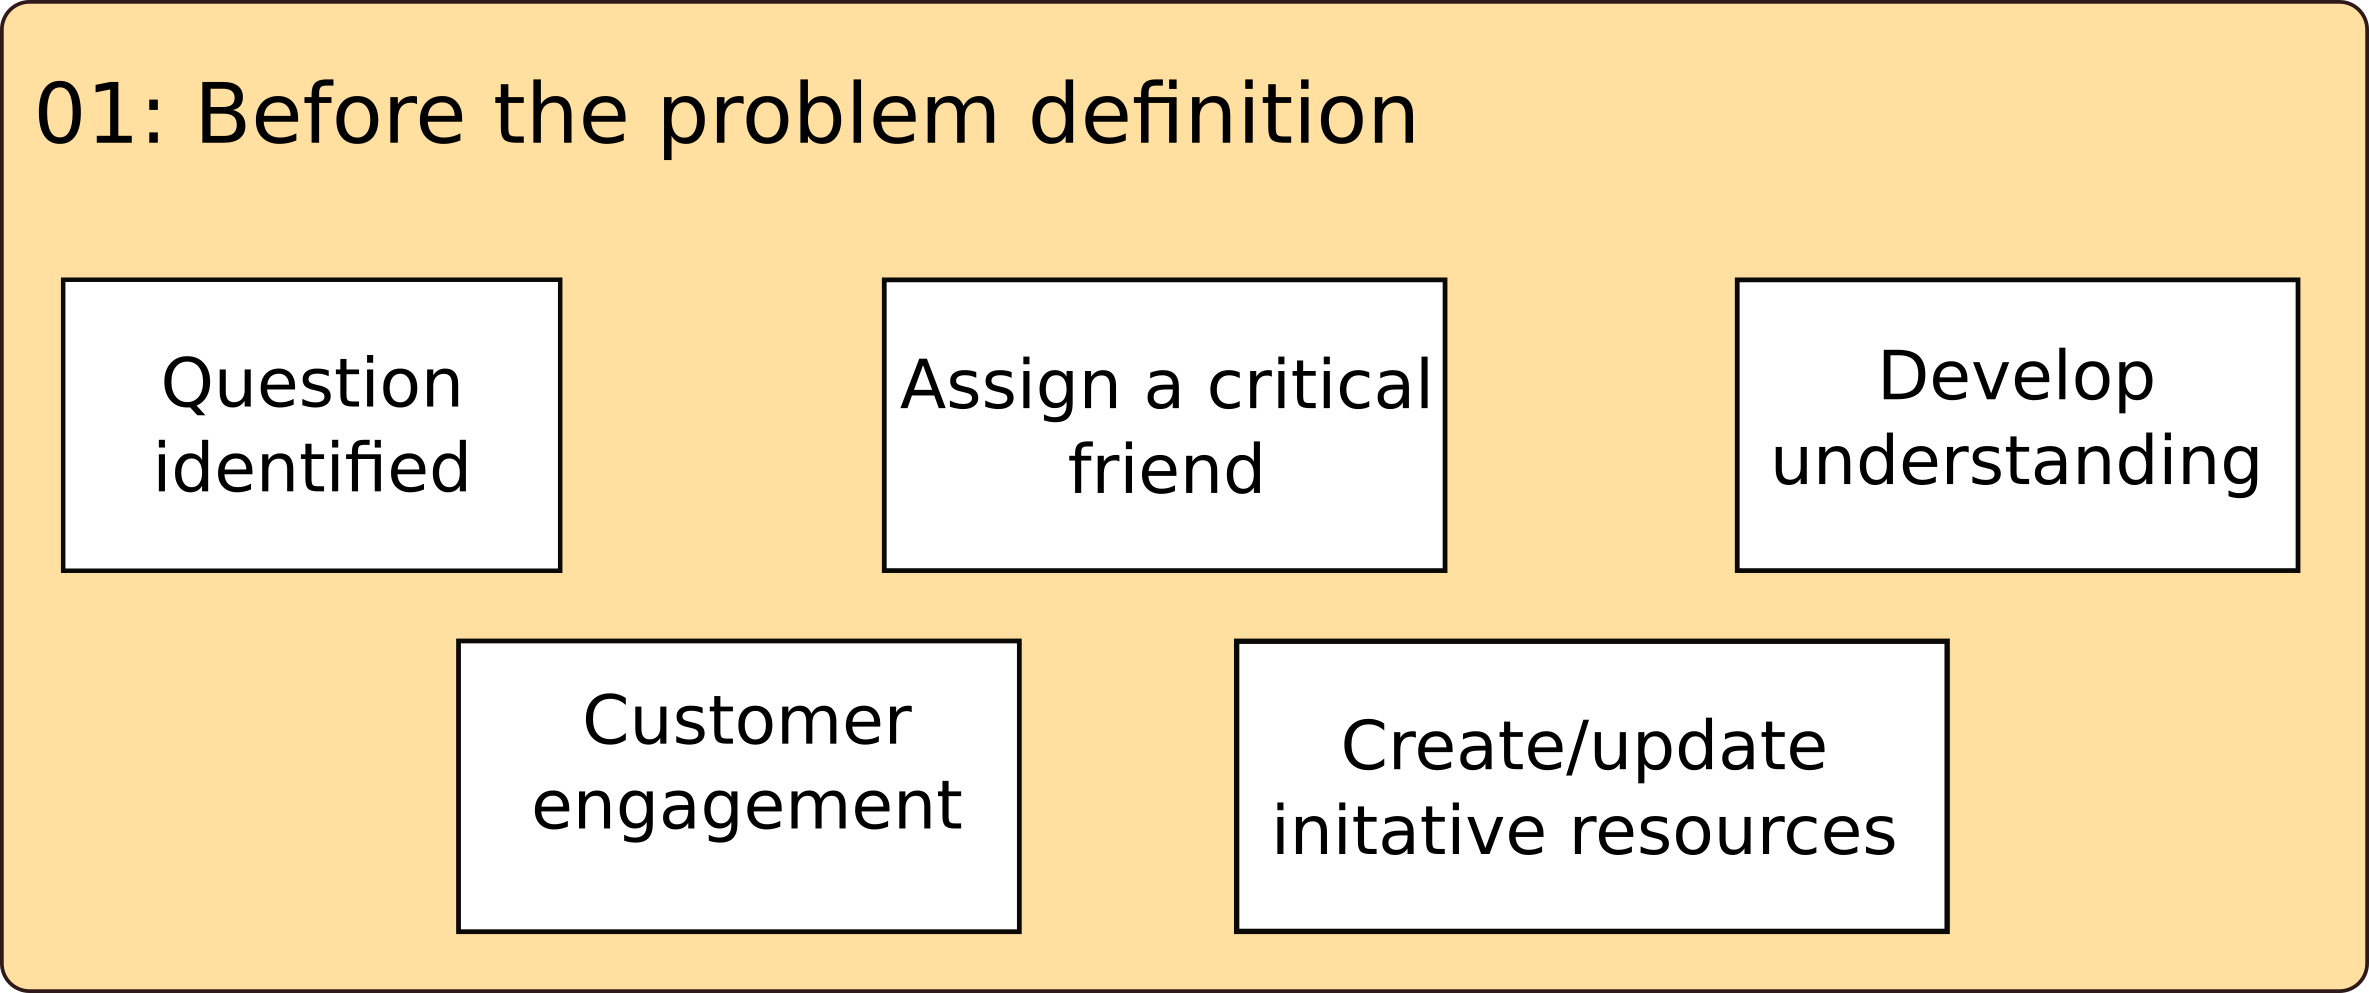 01: Before the problem definition
Question
identified
Assign a critical
friend
Develop
understanding
Customer
engagement
Create/update
initative resources